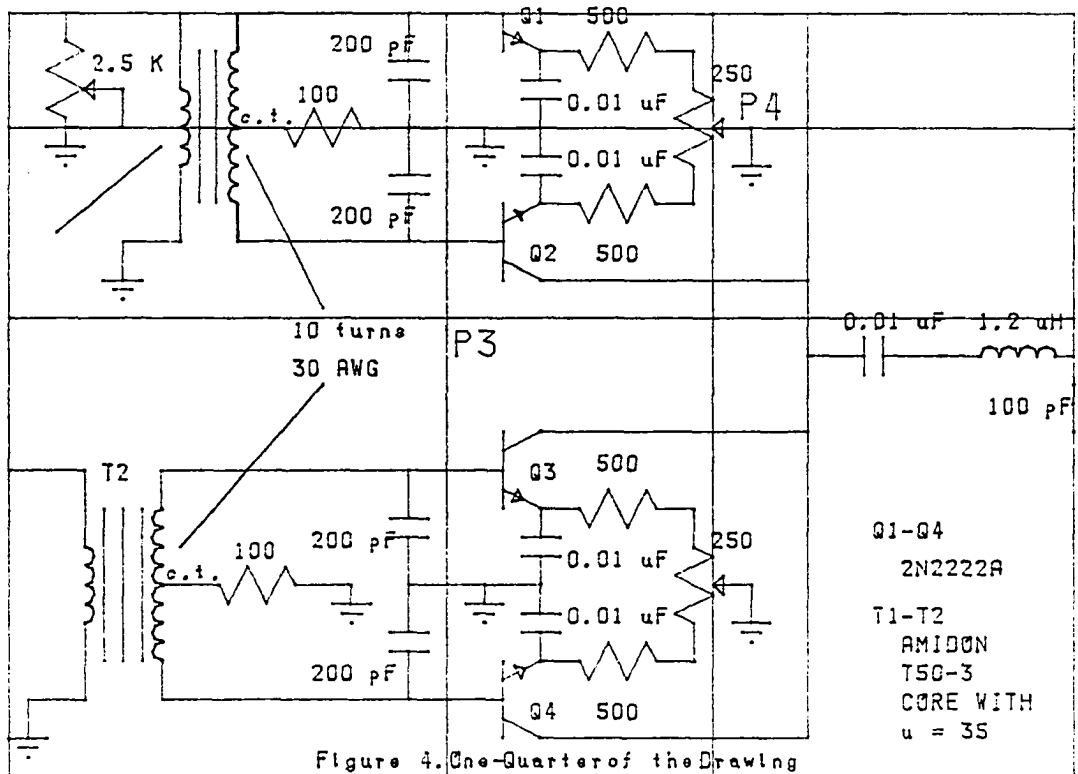 Q1
500
200 pF
2.5 K
250
100
0.01 uF
P4
c.t.
0.01 uF
200 pF
Q2
500
10 turns
30 AWG
P3
0.01 uF
1.2 uH
100 pF
T2
Q3
500
100
200 pF
0.01 uF
250
c.t.
0.01 uF
200 pF
Q4
500
Q1-Q4
2N2222A
T1-T2
AMIDON
T50-3
CORE WITH
u = 35
Figure 4. One-Quarter of the Drawing